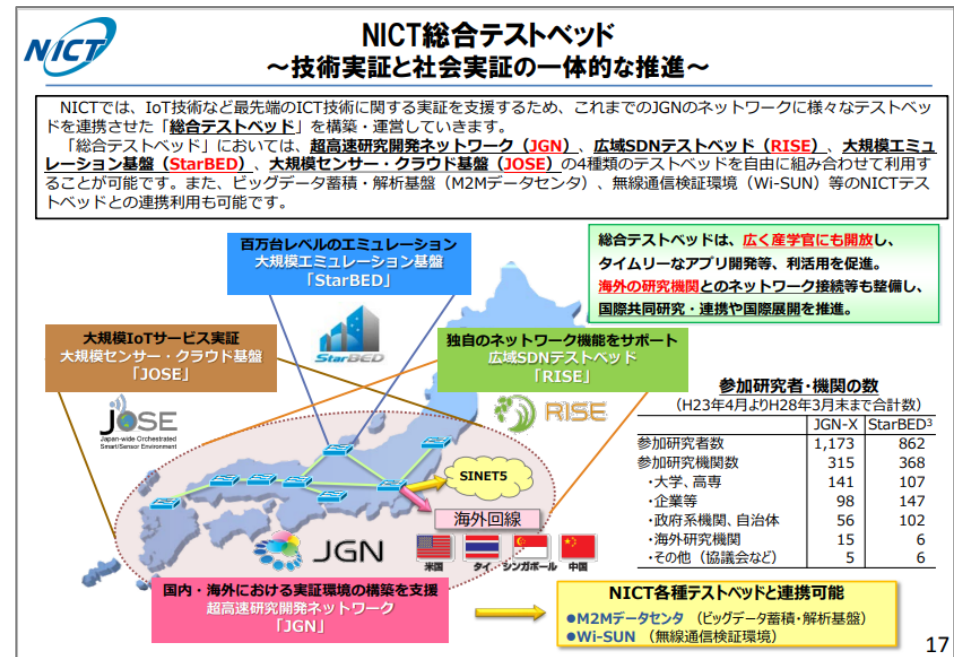 NICT
NICT総合テストベッド
～技術実証と社会実証の一体的な推進～
NICTでは、IoT技術など最先端のICT技術に関する実証を支援するため、これまでのJGNのネットワークに様々なテストベッ
ドを連携させた「総合テストベッド」を構築・運営していきます。
「総合テストベッド」においては、超高速研究開発ネットワーク（JGN）、広域SDNテストベッド（RISE）、大規模エミュ
レーション基盤（StarBED）、大規模センサー・クラウド基盤（JOSE）の4種類のテストベッドを自由に組み合わせて利用す
ることが可能です。また、ビッグデータ蓄積・解析基盤（M2Mデータセンタ）、無線通信検証環境（Wi-SUN）等のNICTテス
トベッドとの連携利用も可能です。
百万台レベルのエミュレーション
大規模エミュレーション基盤
「StarBED」
総合テストベッドは、広く産学官にも開放し、
タイムリーなアプリ開発等、利活用を促進。
海外の研究機関とのネットワーク接続等も整備し、
国際共同研究・連携や国際展開を推進。
大規模IoTサービス実証
大規模センサー・クラウド基盤
「JOSE」
StarBED
独自のネットワーク機能をサポート
広域SDNテストベッド
「RISE」
JOSE
Japan-wide Orchestrated
Smart/Sensor Environment
RISE
参加研究者・機関の数
（H23年4月よりH28年3月末まで合計数）
JGN-X StarBED³
参加研究者数 1,173 862
参加研究機関数 315 368
・大学、高専 141 107
・企業等 98 147
・政府系機関、自治体 56 102
・海外研究機関 15 6
・その他（協議会など） 5 6
SINET5
海外回線
JGN
米国 タイ シンガポール 中国
国内・海外における実証環境の構築を支援
超高速研究開発ネットワーク
「JGN」
NICT各種テストベッドと連携可能
●M2Mデータセンタ （ビッグデータ蓄積・解析基盤）
●Wi-SUN （無線通信検証環境）
17